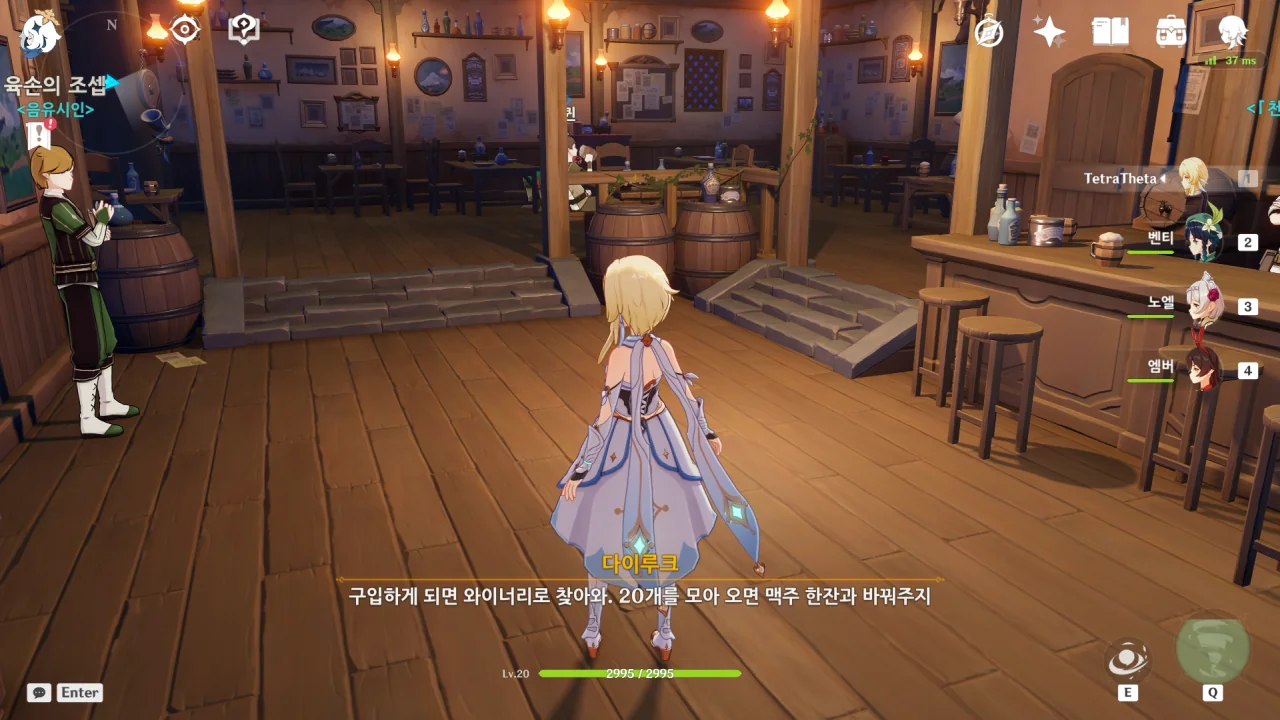 N
37 ms
육손의 조셉
<음유시인>
퀸
<「천
TetraTheta
1
벤티
2
노엘
3
엠버
4
다이루크
구입하게 되면 와이너리로 찾아와. 20개를 모아 오면 맥주 한잔과 바꿔주지
Lv.20
2995 / 2995
Enter
E
Q